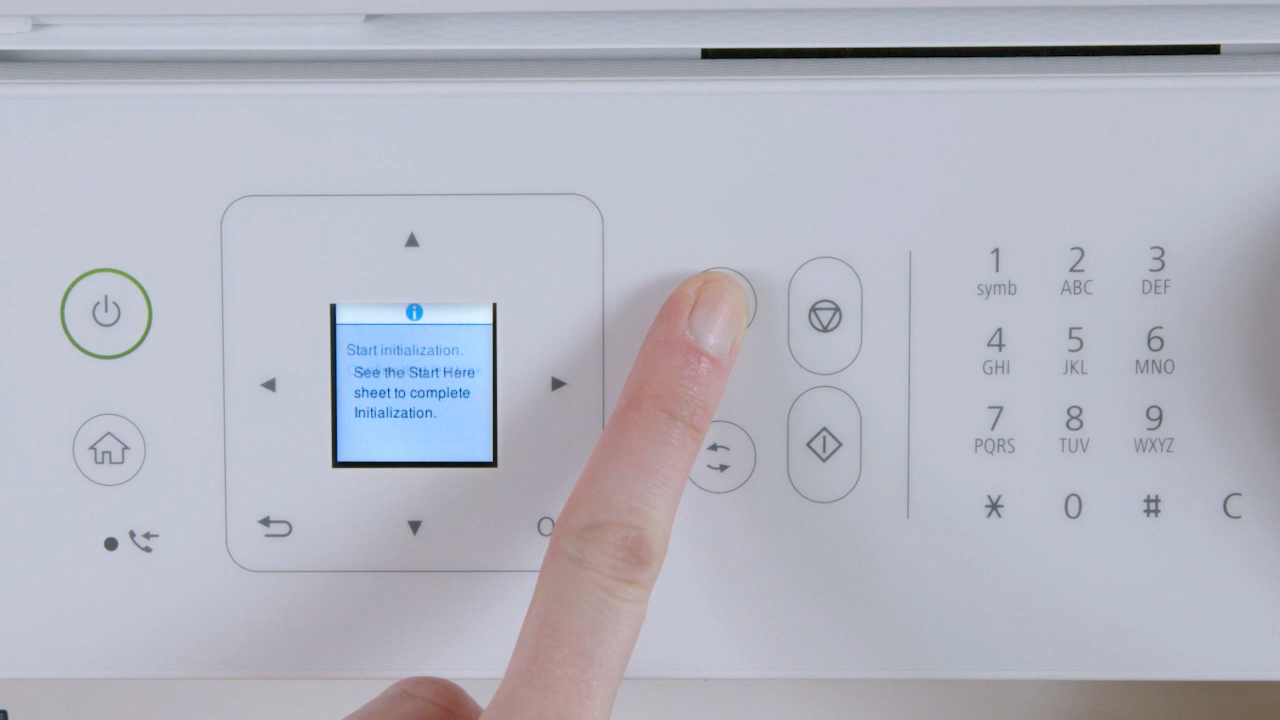 Start initialization.
See the Start Here
sheet to complete
Initialization.
1
symb
2
ABC
3
DEF
4
GHI
5
JKL
6
MNO
7
PQRS
8
TUV
9
WXYZ
*
0
#
C